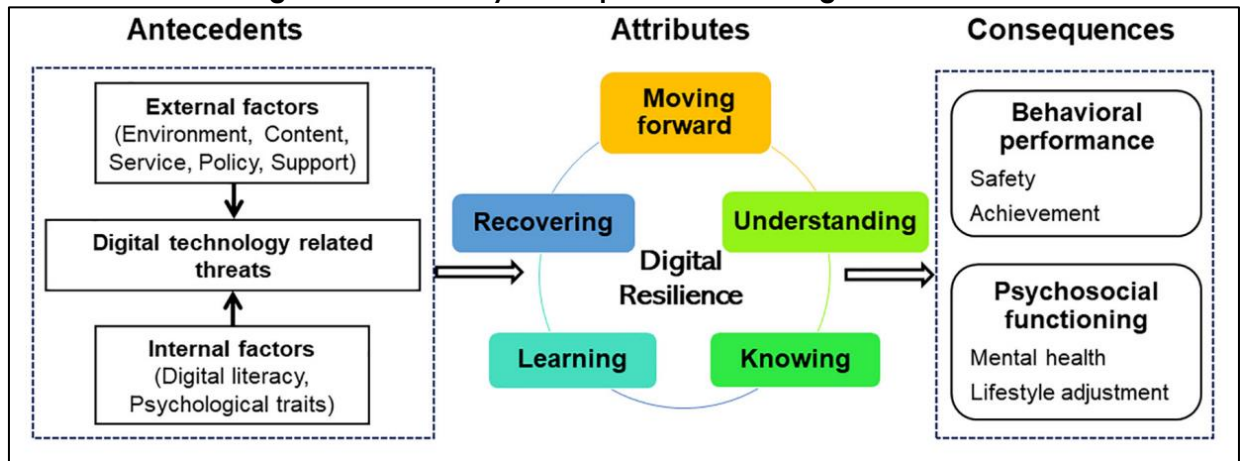 Antecedents
External factors
(Environment, Content,
Service, Policy, Support)
Digital technology related
threats
Internal factors
(Digital literacy,
Psychological traits)
Attributes
Moving
forward
Recovering
Understanding
Digital
Resilience
Learning
Knowing
Consequences
Behavioral
performance
Safety
Achievement
Psychosocial
functioning
Mental health
Lifestyle adjustment